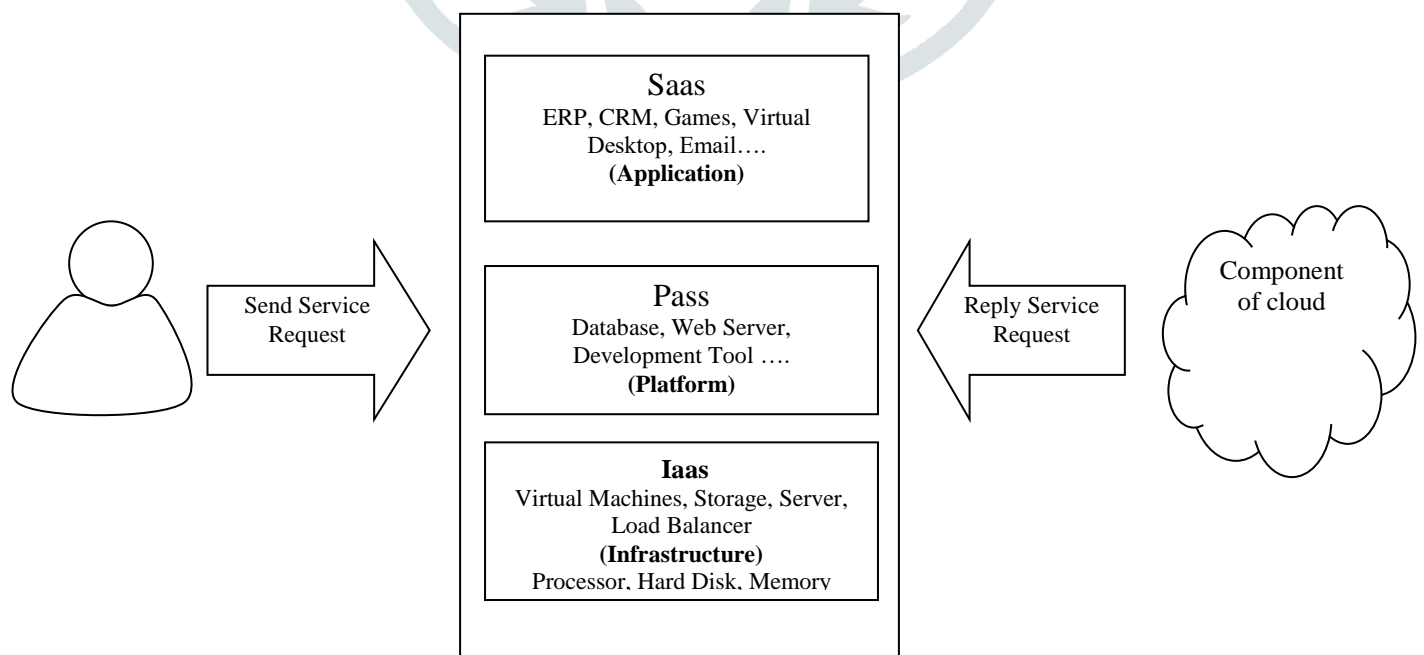 Saas
ERP, CRM, Games, Virtual
Desktop, Email….
(Application)
Send Service
Request
Pass
Database, Web Server,
Development Tool ….
(Platform)
Reply Service
Request
Component
of cloud
Iaas
Virtual Machines, Storage, Server,
Load Balancer
(Infrastructure)
Processor, Hard Disk, Memory